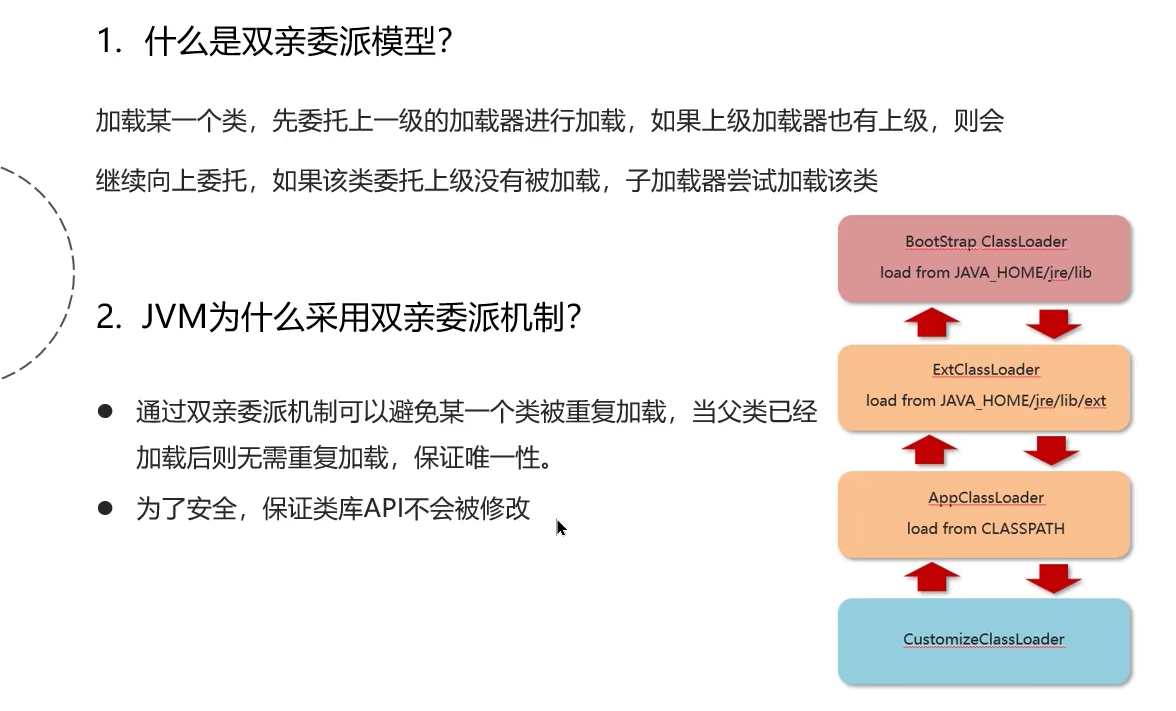 1. 什么是双亲委派模型？
加载某一个类，先委托上一级的加载器进行加载，如果上级加载器也有上级，则会
继续向上委托，如果该类委托上级没有被加载，子加载器尝试加载该类
2. JVM为什么采用双亲委派机制？
● 通过双亲委派机制可以避免某一个类被重复加载，当父类已经
加载后则无需重复加载，保证唯一性。
● 为了安全，保证类库API不会被修改
BootStrap ClassLoader
load from JAVA_HOME/jre/lib
ExtClassLoader
load from JAVA_HOME/jre/lib/ext
AppClassLoader
load from CLASSPATH
CustomizeClassLoader